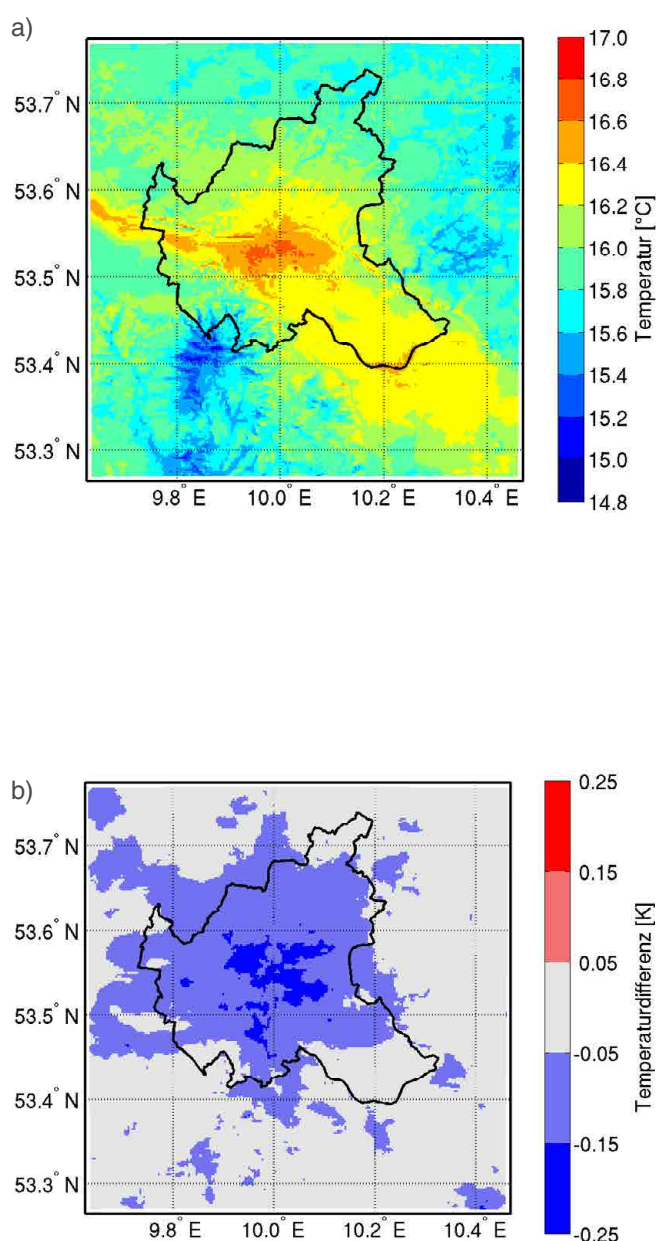 a)
53.7° N
53.6° N
53.5° N
53.4° N
53.3° N
9.8° E
10.0° E
10.2° E
10.4° E
17.0
16.8
16.6
16.4
16.2
16.0
15.8
15.6
15.4
15.2
15.0
14.8
Temperatur [°C]
b)
53.7° N
53.6° N
53.5° N
53.4° N
53.3° N
9.8° E
10.0° E
10.2° E
10.4° E
0.25
0.15
0.05
-0.05
-0.15
-0.25
Temperaturdifferenz [K]